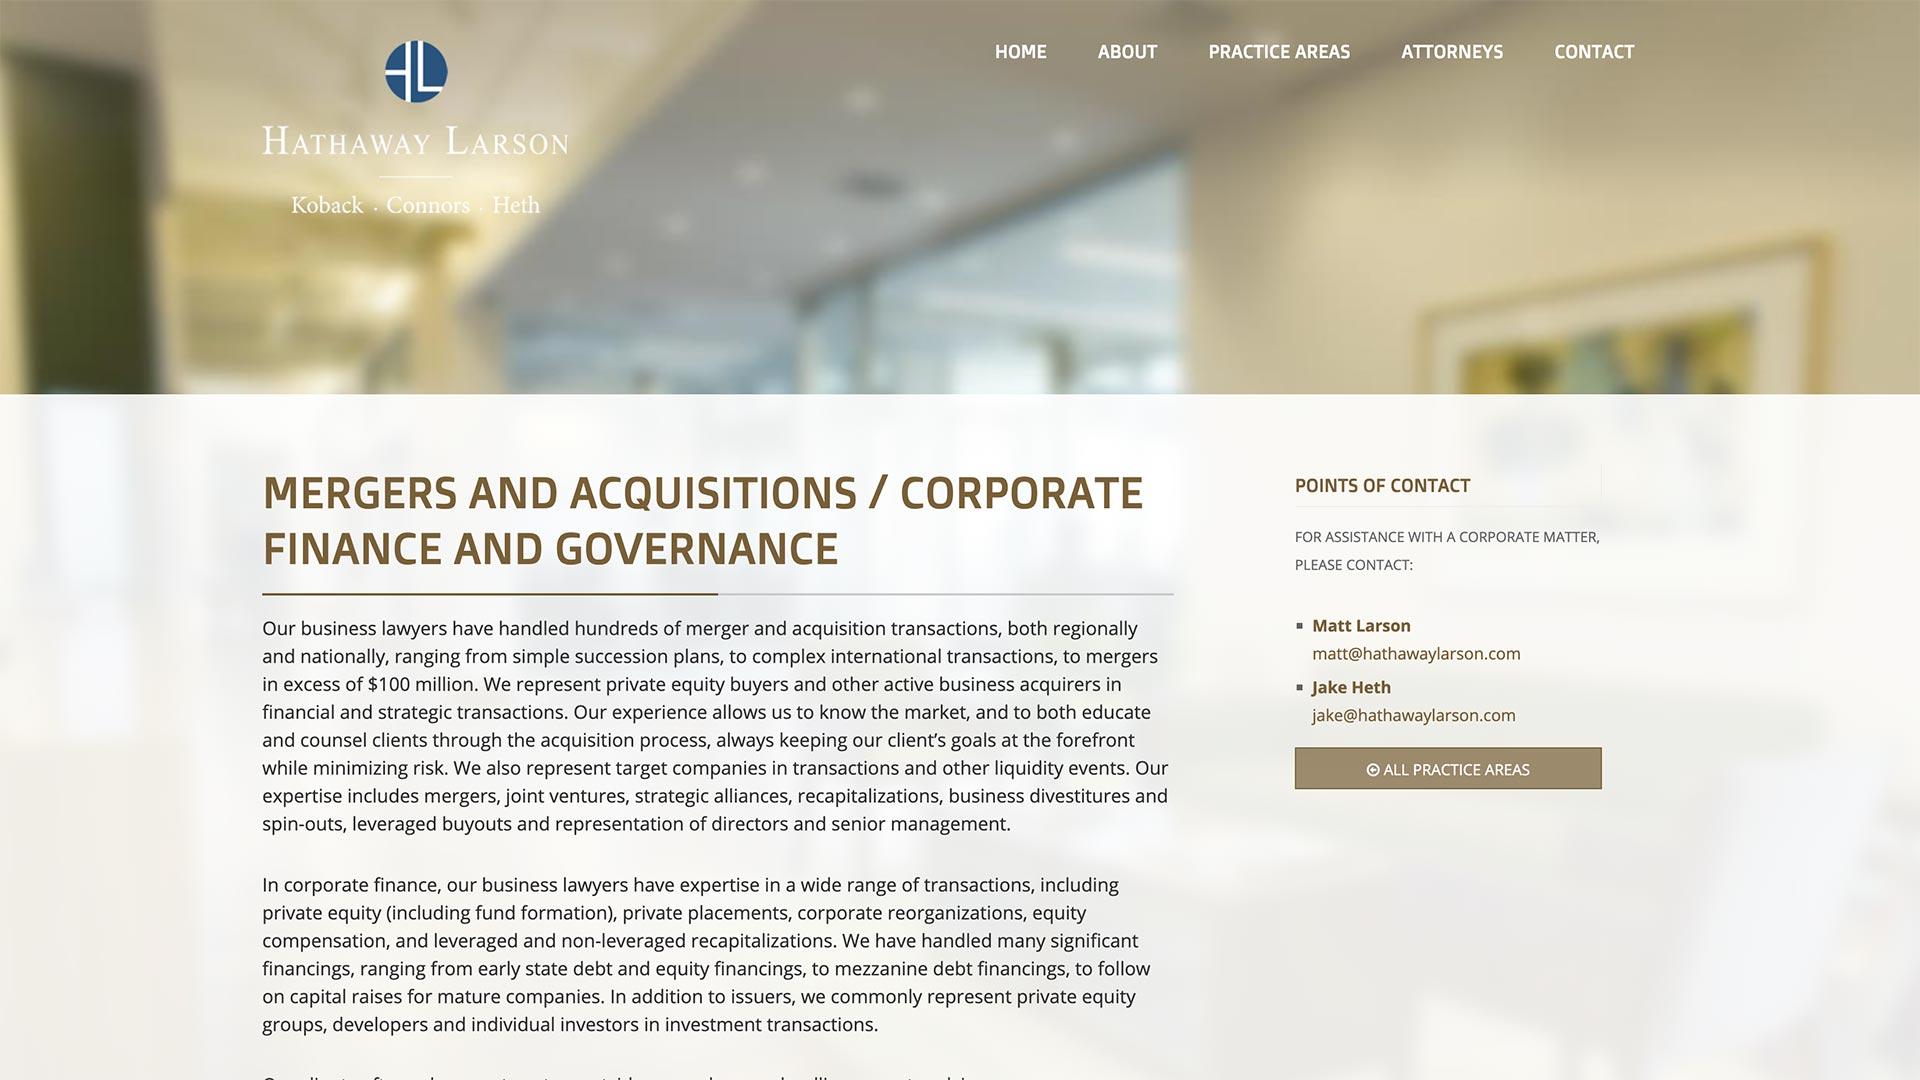 HOME ABOUT PRACTICE AREAS ATTORNEYS CONTACT
HL
HATHAWAY LARSON
Koback . Connors . Heth
MERGERS AND ACQUISITIONS / CORPORATE
FINANCE AND GOVERNANCE
Our business lawyers have handled hundreds of merger and acquisition transactions, both regionally
and nationally, ranging from simple succession plans, to complex international transactions, to mergers
in excess of $100 million. We represent private equity buyers and other active business acquirers in
financial and strategic transactions. Our experience allows us to know the market, and to both educate
and counsel clients through the acquisition process, always keeping our client’s goals at the forefront
while minimizing risk. We also represent target companies in transactions and other liquidity events. Our
expertise includes mergers, joint ventures, strategic alliances, recapitalizations, business divestitures and
spin-outs, leveraged buyouts and representation of directors and senior management.
In corporate finance, our business lawyers have expertise in a wide range of transactions, including
private equity (including fund formation), private placements, corporate reorganizations, equity
compensation, and leveraged and non-leveraged recapitalizations. We have handled many significant
financings, ranging from early state debt and equity financings, to mezzanine debt financings, to follow
on capital raises for mature companies. In addition to issuers, we commonly represent private equity
groups, developers and individual investors in investment transactions.
POINTS OF CONTACT
FOR ASSISTANCE WITH A CORPORATE MATTER,
PLEASE CONTACT:
Matt Larson
matt@hathawaylarson.com
Jake Heth
jake@hathawaylarson.com
ALL PRACTICE AREAS